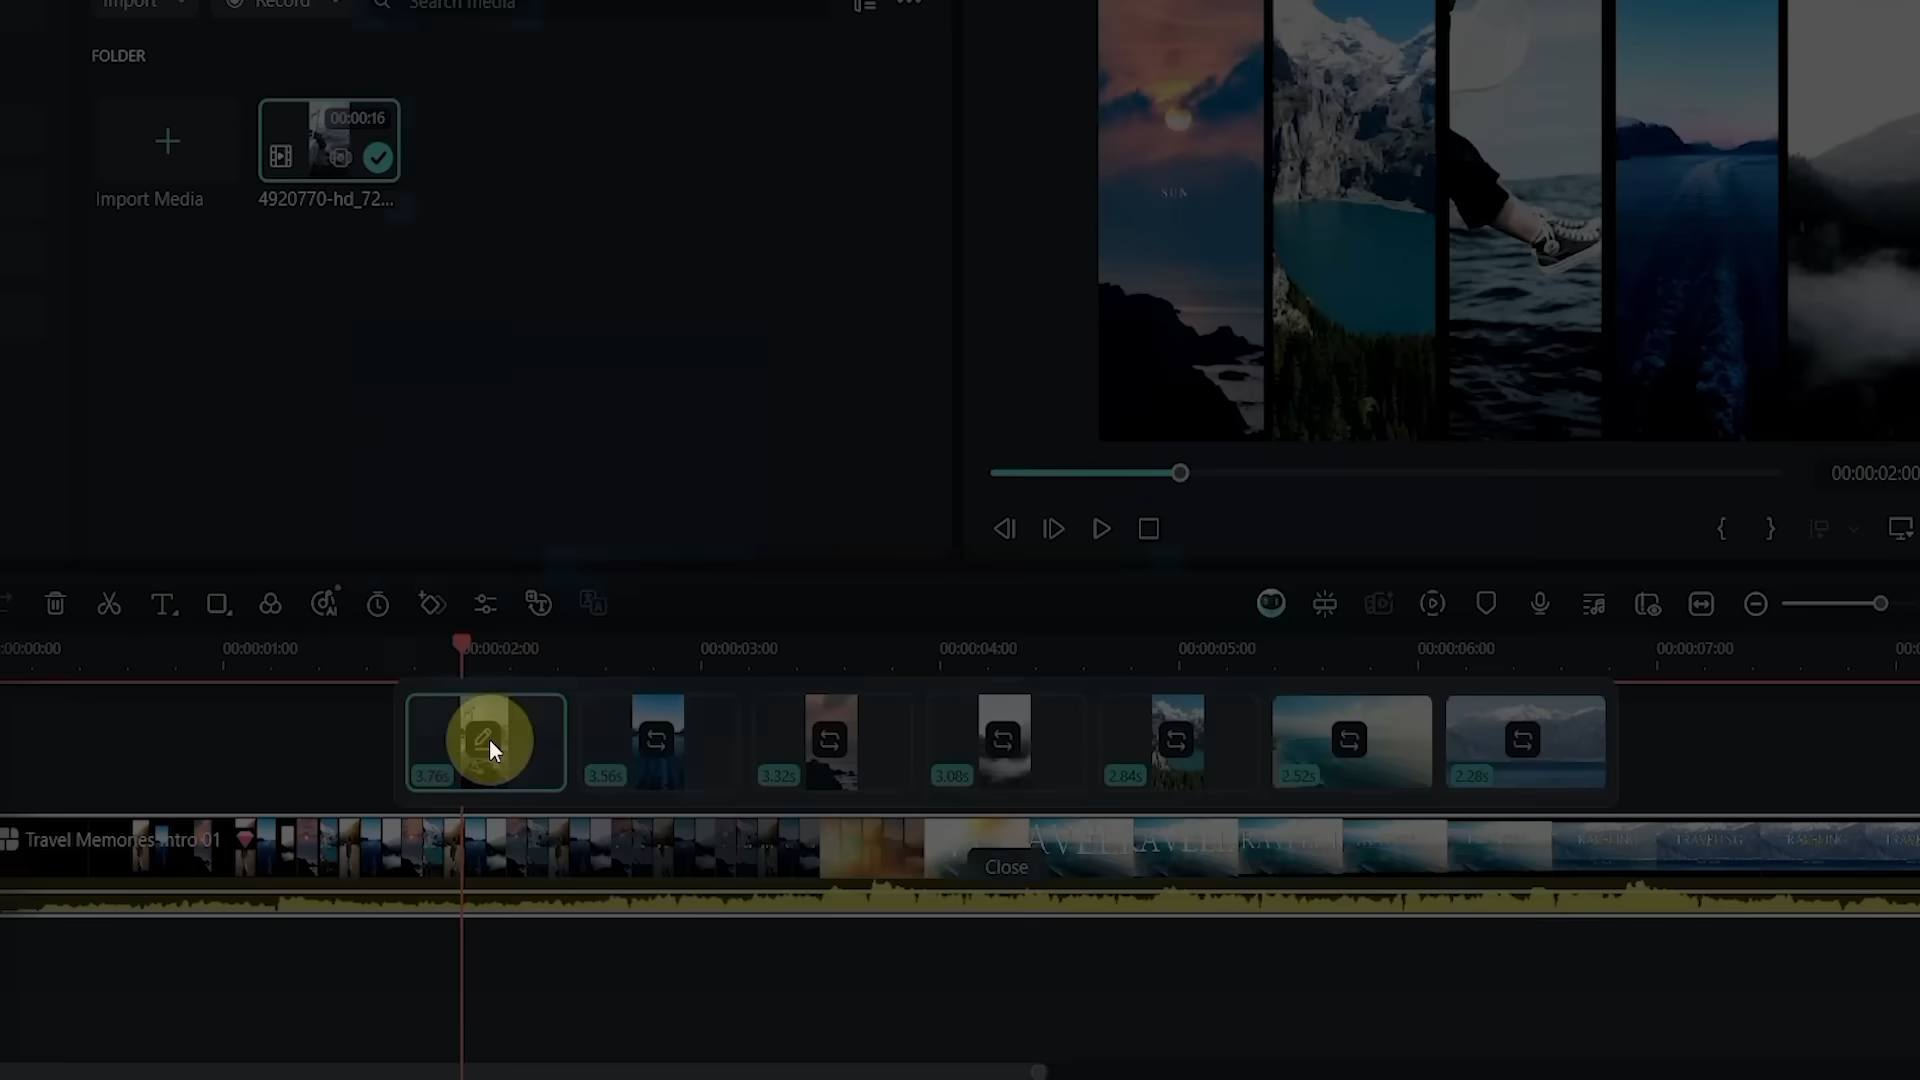 Import
Record
Search media
FOLDER
00:00:16
Import Media
4920770-hd_72...
SUN
00:00:02:00
:00:00:00
00:00:01:00
00:00:02:00
00:00:03:00
00:00:04:00
00:00:05:00
00:00:06:00
00:00:07:00
00:0
3.76s
3.56s
3.32s
3.08s
2.84s
2.52s
2.28s
Travel Memories Intro 01
Close